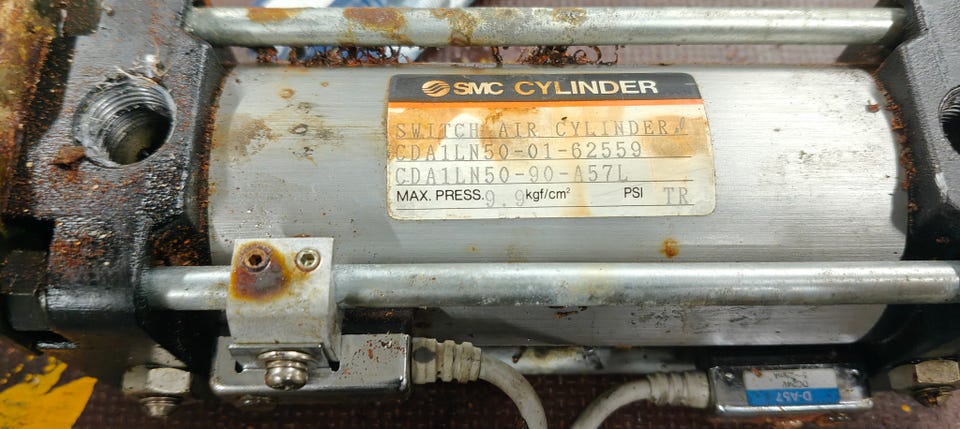 SMC CYLINDER
SWITCH AIR CYLINDER
CDA1LN50-01-62559
CDA1LN50-90-A57L
MAX. PRESS. 9.9 kgf/cm² PSI TR
D-A57
DC24V